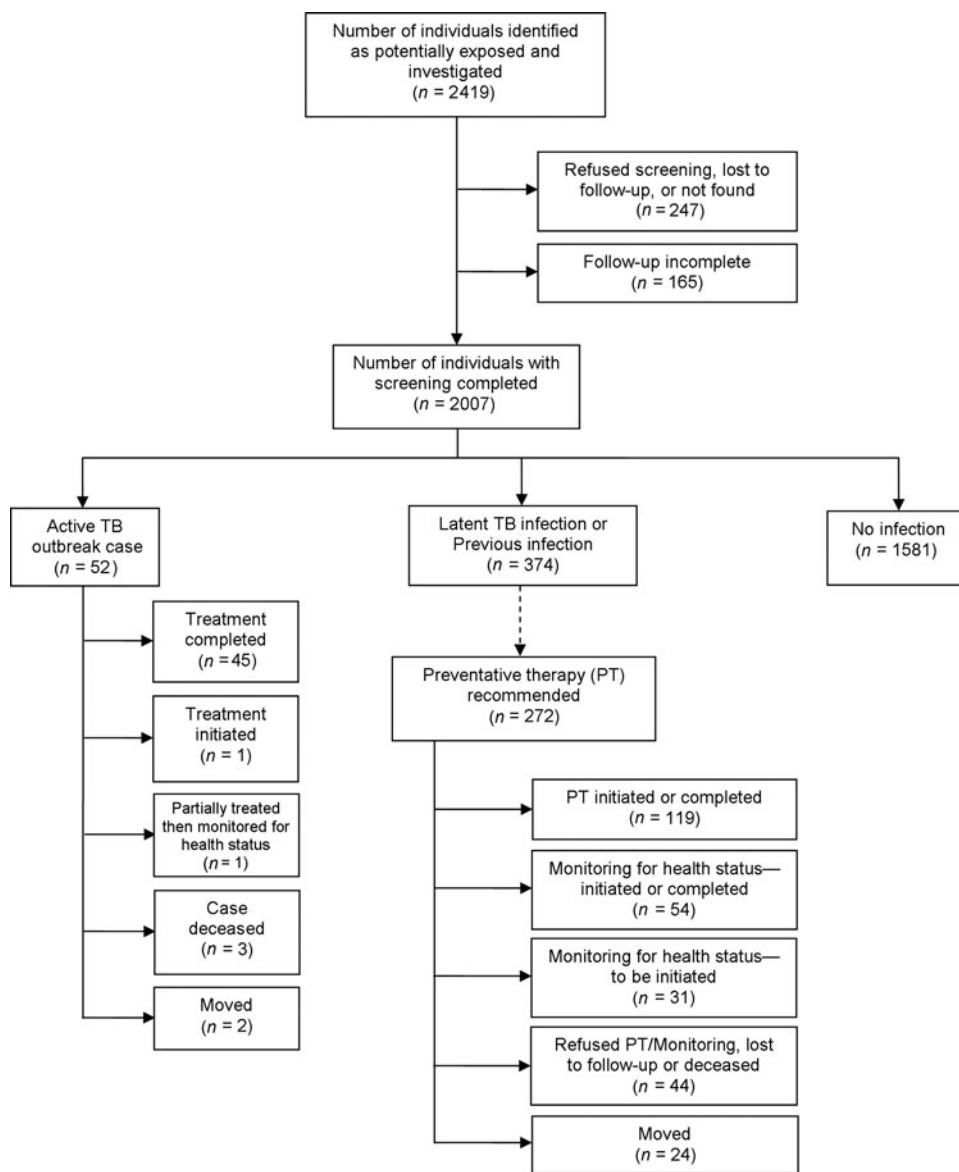 Number of individuals identified
as potentially exposed and
investigated
(n = 2419)
Refused screening, lost to
follow-up, or not found
(n = 247)
Follow-up incomplete
(n = 165)
Number of individuals with
screening completed
(n = 2007)
Active TB
outbreak case
(n = 52)
Latent TB infection or
Previous infection
(n = 374)
No infection
(n = 1581)
Treatment
completed
(n = 45)
Treatment
initiated
(n = 1)
Partially treated
then monitored for
health status
(n = 1)
Case
deceased
(n = 3)
Moved
(n = 2)
Preventative therapy (PT)
recommended
(n = 272)
PT initiated or completed
(n = 119)
Monitoring for health status—
initiated or completed
(n = 54)
Monitoring for health status—
to be initiated
(n = 31)
Refused PT/Monitoring, lost
to follow-up or deceased
(n = 44)
Moved
(n = 24)